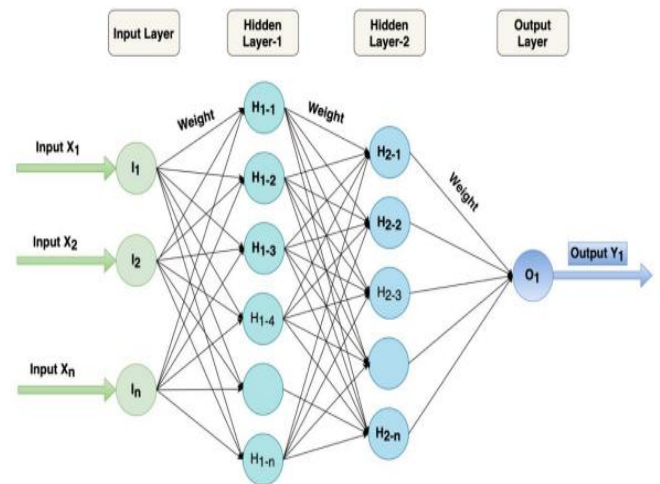 Input Layer
Hidden
Layer-1
Hidden
Layer-2
Output
Layer
Weight
Weight
Weight
Input X1
Input X2
Input Xn
I1
I2
In
H1-1
H1-2
H1-3
H1-4
H1-n
H2-1
H2-2
H2-3
H2-n
O1
Output Y1